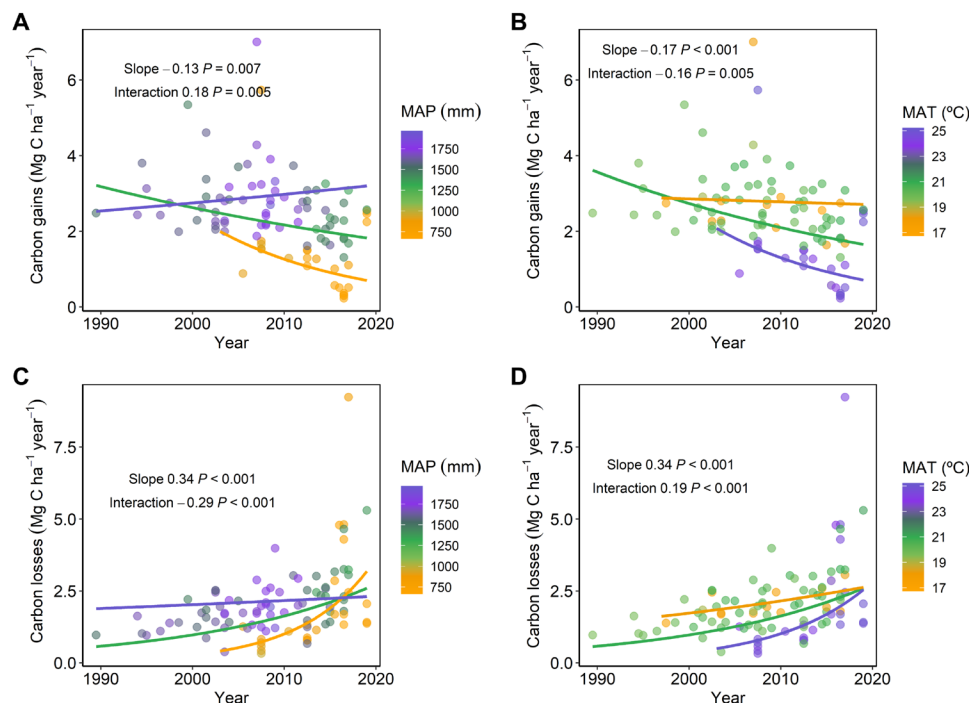 A
Carbon gains (Mg C ha⁻¹ year⁻¹)
6
4
2
0
Slope −0.13 P = 0.007
Interaction 0.18 P = 0.005
1990 2000 2010 2020
Year
MAP (mm)
1750
1500
1250
1000
750
B
Carbon gains (Mg C ha⁻¹ year⁻¹)
6
4
2
0
Slope −0.17 P < 0.001
Interaction −0.16 P = 0.005
1990 2000 2010 2020
Year
MAT (ºC)
25
23
21
19
17
C
Carbon losses (Mg C ha⁻¹ year⁻¹)
7.5
5.0
2.5
0.0
Slope 0.34 P < 0.001
Interaction −0.29 P < 0.001
1990 2000 2010 2020
Year
MAP (mm)
1750
1500
1250
1000
750
D
Carbon losses (Mg C ha⁻¹ year⁻¹)
7.5
5.0
2.5
0.0
Slope 0.34 P < 0.001
Interaction 0.19 P < 0.001
1990 2000 2010 2020
Year
MAT (ºC)
25
23
21
19
17